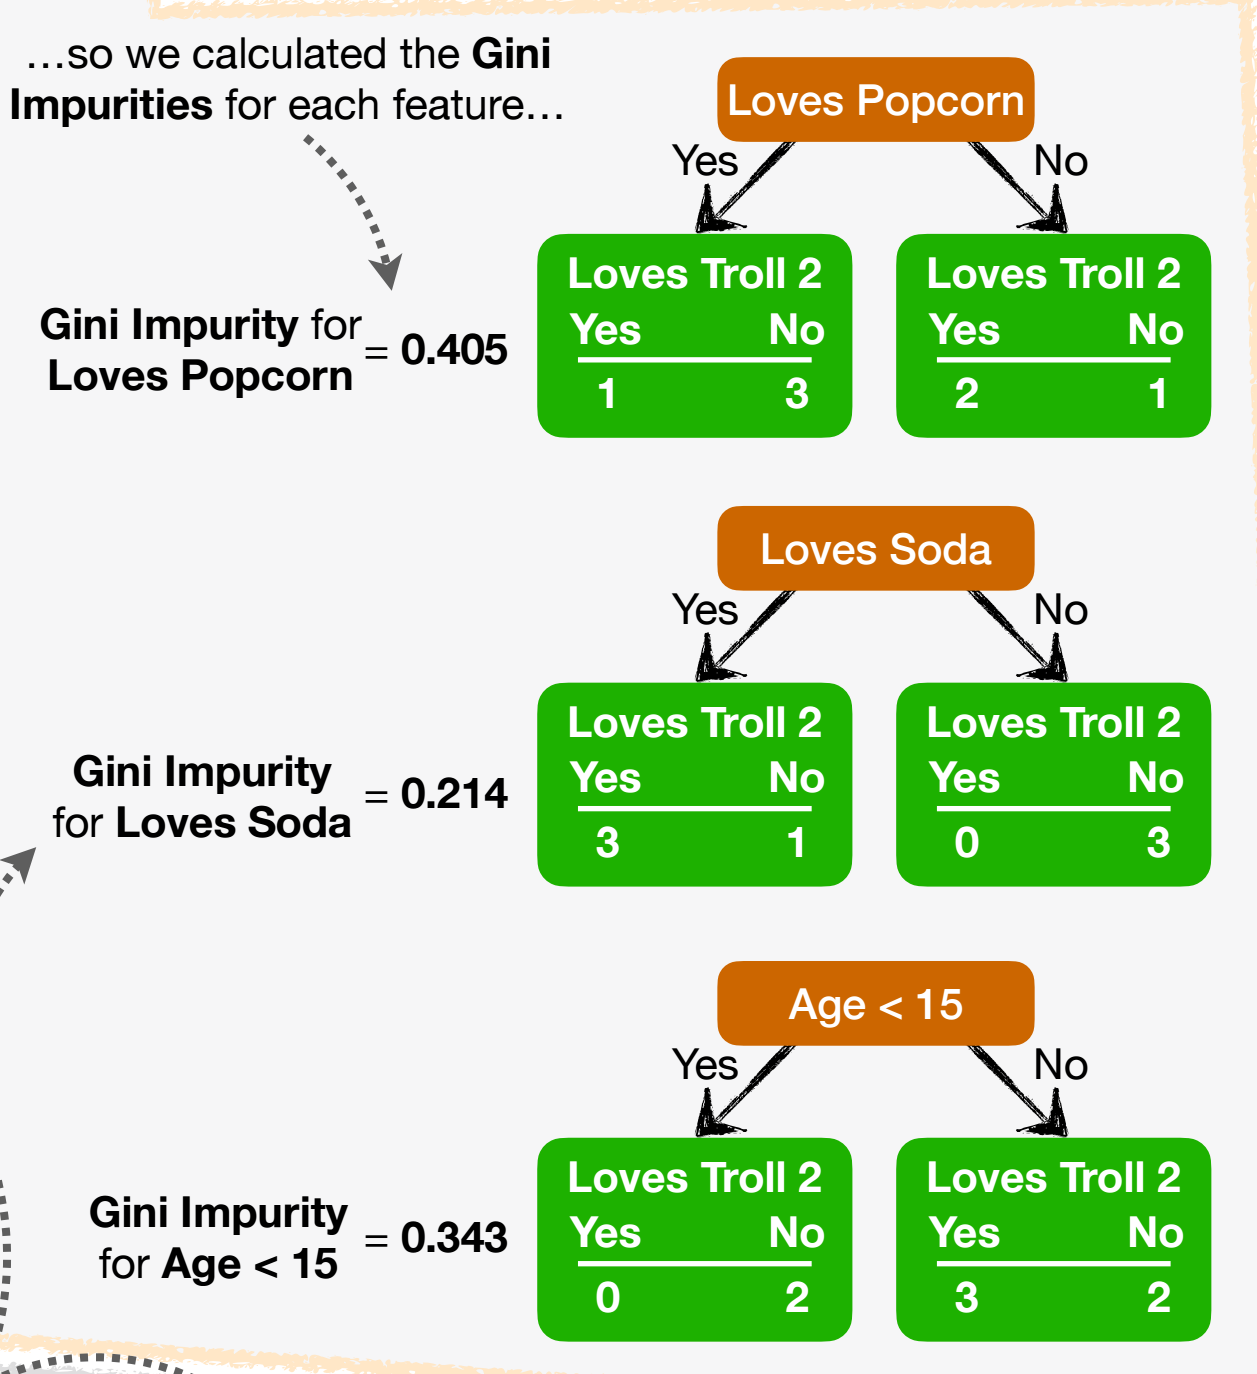 …so we calculated the Gini
Impurities for each feature…
Loves Popcorn
Yes No
Gini Impurity for
Loves Popcorn
= 0.405
Loves Troll 2
Yes No
1 3
Loves Troll 2
Yes No
2 1
Loves Soda
Yes No
Gini Impurity
for Loves Soda
= 0.214
Loves Troll 2
Yes No
3 1
Loves Troll 2
Yes No
0 3
Age < 15
Yes No
Gini Impurity
for Age < 15
= 0.343
Loves Troll 2
Yes No
0 2
Loves Troll 2
Yes No
3 2